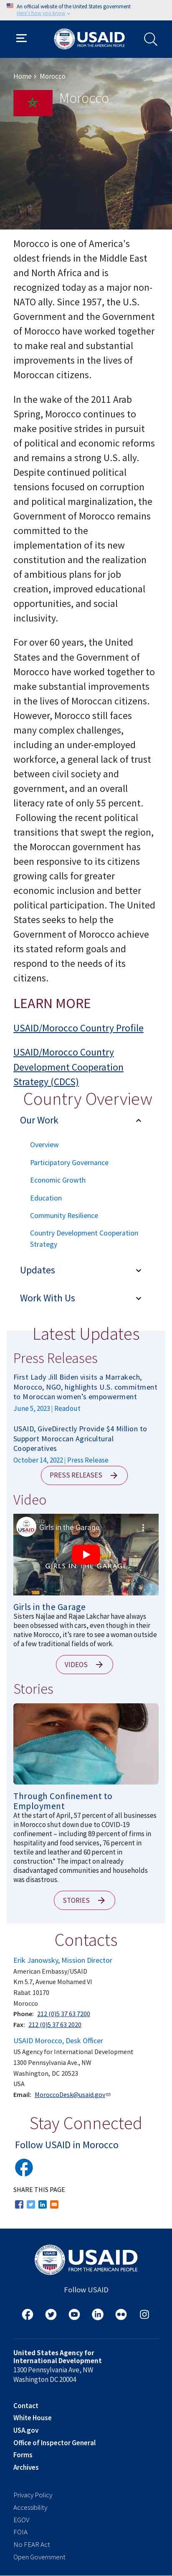 An official website of the United States government
Here's how you know
USAID
FROM THE AMERICAN PEOPLE
Home
Morocco
Morocco
Morocco is one of America's
oldest friends in the Middle East
and North Africa and is
recognized today as a major non-
NATO ally. Since 1957, the U.S.
Government and the Government
of Morocco have worked together
to make real and substantial
improvements in the lives of
Moroccan citizens.
In the wake of the 2011 Arab
Spring, Morocco continues to
make positive strides in pursuit
of political and economic reforms
and remains a strong U.S. ally.
Despite continued political
tensions focused on corruption
and political marginalization, the
Government of Morocco remains
committed to the
implementation of its new
constitution and the realization
of ambitious plans for job
creation, improved educational
opportunities, and social
inclusivity.
For over 60 years, the United
States and the Government of
Morocco have worked together to
make substantial improvements
in the lives of Moroccan citizens.
However, Morocco still faces
many complex challenges,
including an under-employed
workforce, a general lack of trust
between civil society and
government, and an overall
literacy rate of only 55 percent.
Following the recent political
transitions that swept the region,
the Moroccan government has
been responsive to its citizens
growing calls for greater
economic inclusion and better
political participation. The United
States seeks to help the
Government of Morocco achieve
its stated reform goals and
respond to the needs of its
citizens.
LEARN MORE
USAID/Morocco Country Profile
USAID/Morocco Country
Development Cooperation
Strategy (CDCS)
Country Overview
Our Work
Overview
Participatory Governance
Economic Growth
Education
Community Resilience
Country Development Cooperation
Strategy
Updates
Work With Us
Latest Updates
Press Releases
First Lady Jill Biden visits a Marrakech,
Morocco, NGO, highlights U.S. commitment
to Moroccan women's empowerment
June 5, 2023 | Readout
USAID, GiveDirectly Provide $4 Million to
Support Moroccan Agricultural
Cooperatives
October 14, 2022 | Press Release
PRESS RELEASES
Video
Girls in the Garage
GIRLS IN THE GARAGE
Girls in the Garage
Sisters Najlae and Rajae Lakchar have always
been obsessed with cars, even though in their
native Morocco, it's rare to see a woman outside
of a few traditional fields of work.
VIDEOS
Stories
Through Confinement to
Employment
At the start of April, 57 percent of all businesses
in Morocco shut down due to COVID-19
confinement – including 89 percent of firms in
hospitality and food services, 76 percent in
textile and leather and 60 percent in
construction.* The impact on already
disadvantaged communities and households
was disastrous.
STORIES
Contacts
Erik Janowsky, Mission Director
American Embassy/USAID
Km 5.7, Avenue Mohamed VI
Rabat 10170
Morocco
Phone: 212 (0)5 37 63 7200
Fax: 212 (0)5 37 63 2020
USAID Morocco, Desk Officer
US Agency for International Development
1300 Pennsylvania Ave., NW
Washington, DC 20523
USA
Email: MoroccoDesk@usaid.gov
Stay Connected
Follow USAID in Morocco
SHARE THIS PAGE
USAID
FROM THE AMERICAN PEOPLE
Follow USAID
United States Agency for
International Development
1300 Pennsylvania Ave, NW
Washington DC 20004
Contact
White House
USA.gov
Office of Inspector General
Forms
Archives
Privacy Policy
Accessibility
EGOV
FOIA
No FEAR Act
Open Government